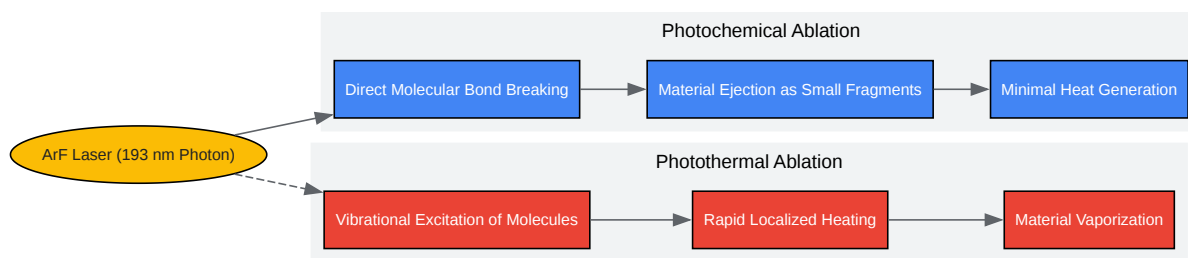 Photochemical Ablation
Direct Molecular Bond Breaking
Material Ejection as Small Fragments
Minimal Heat Generation
ArF Laser (193 nm Photon)
Photothermal Ablation
Vibrational Excitation of Molecules
Rapid Localized Heating
Material Vaporization